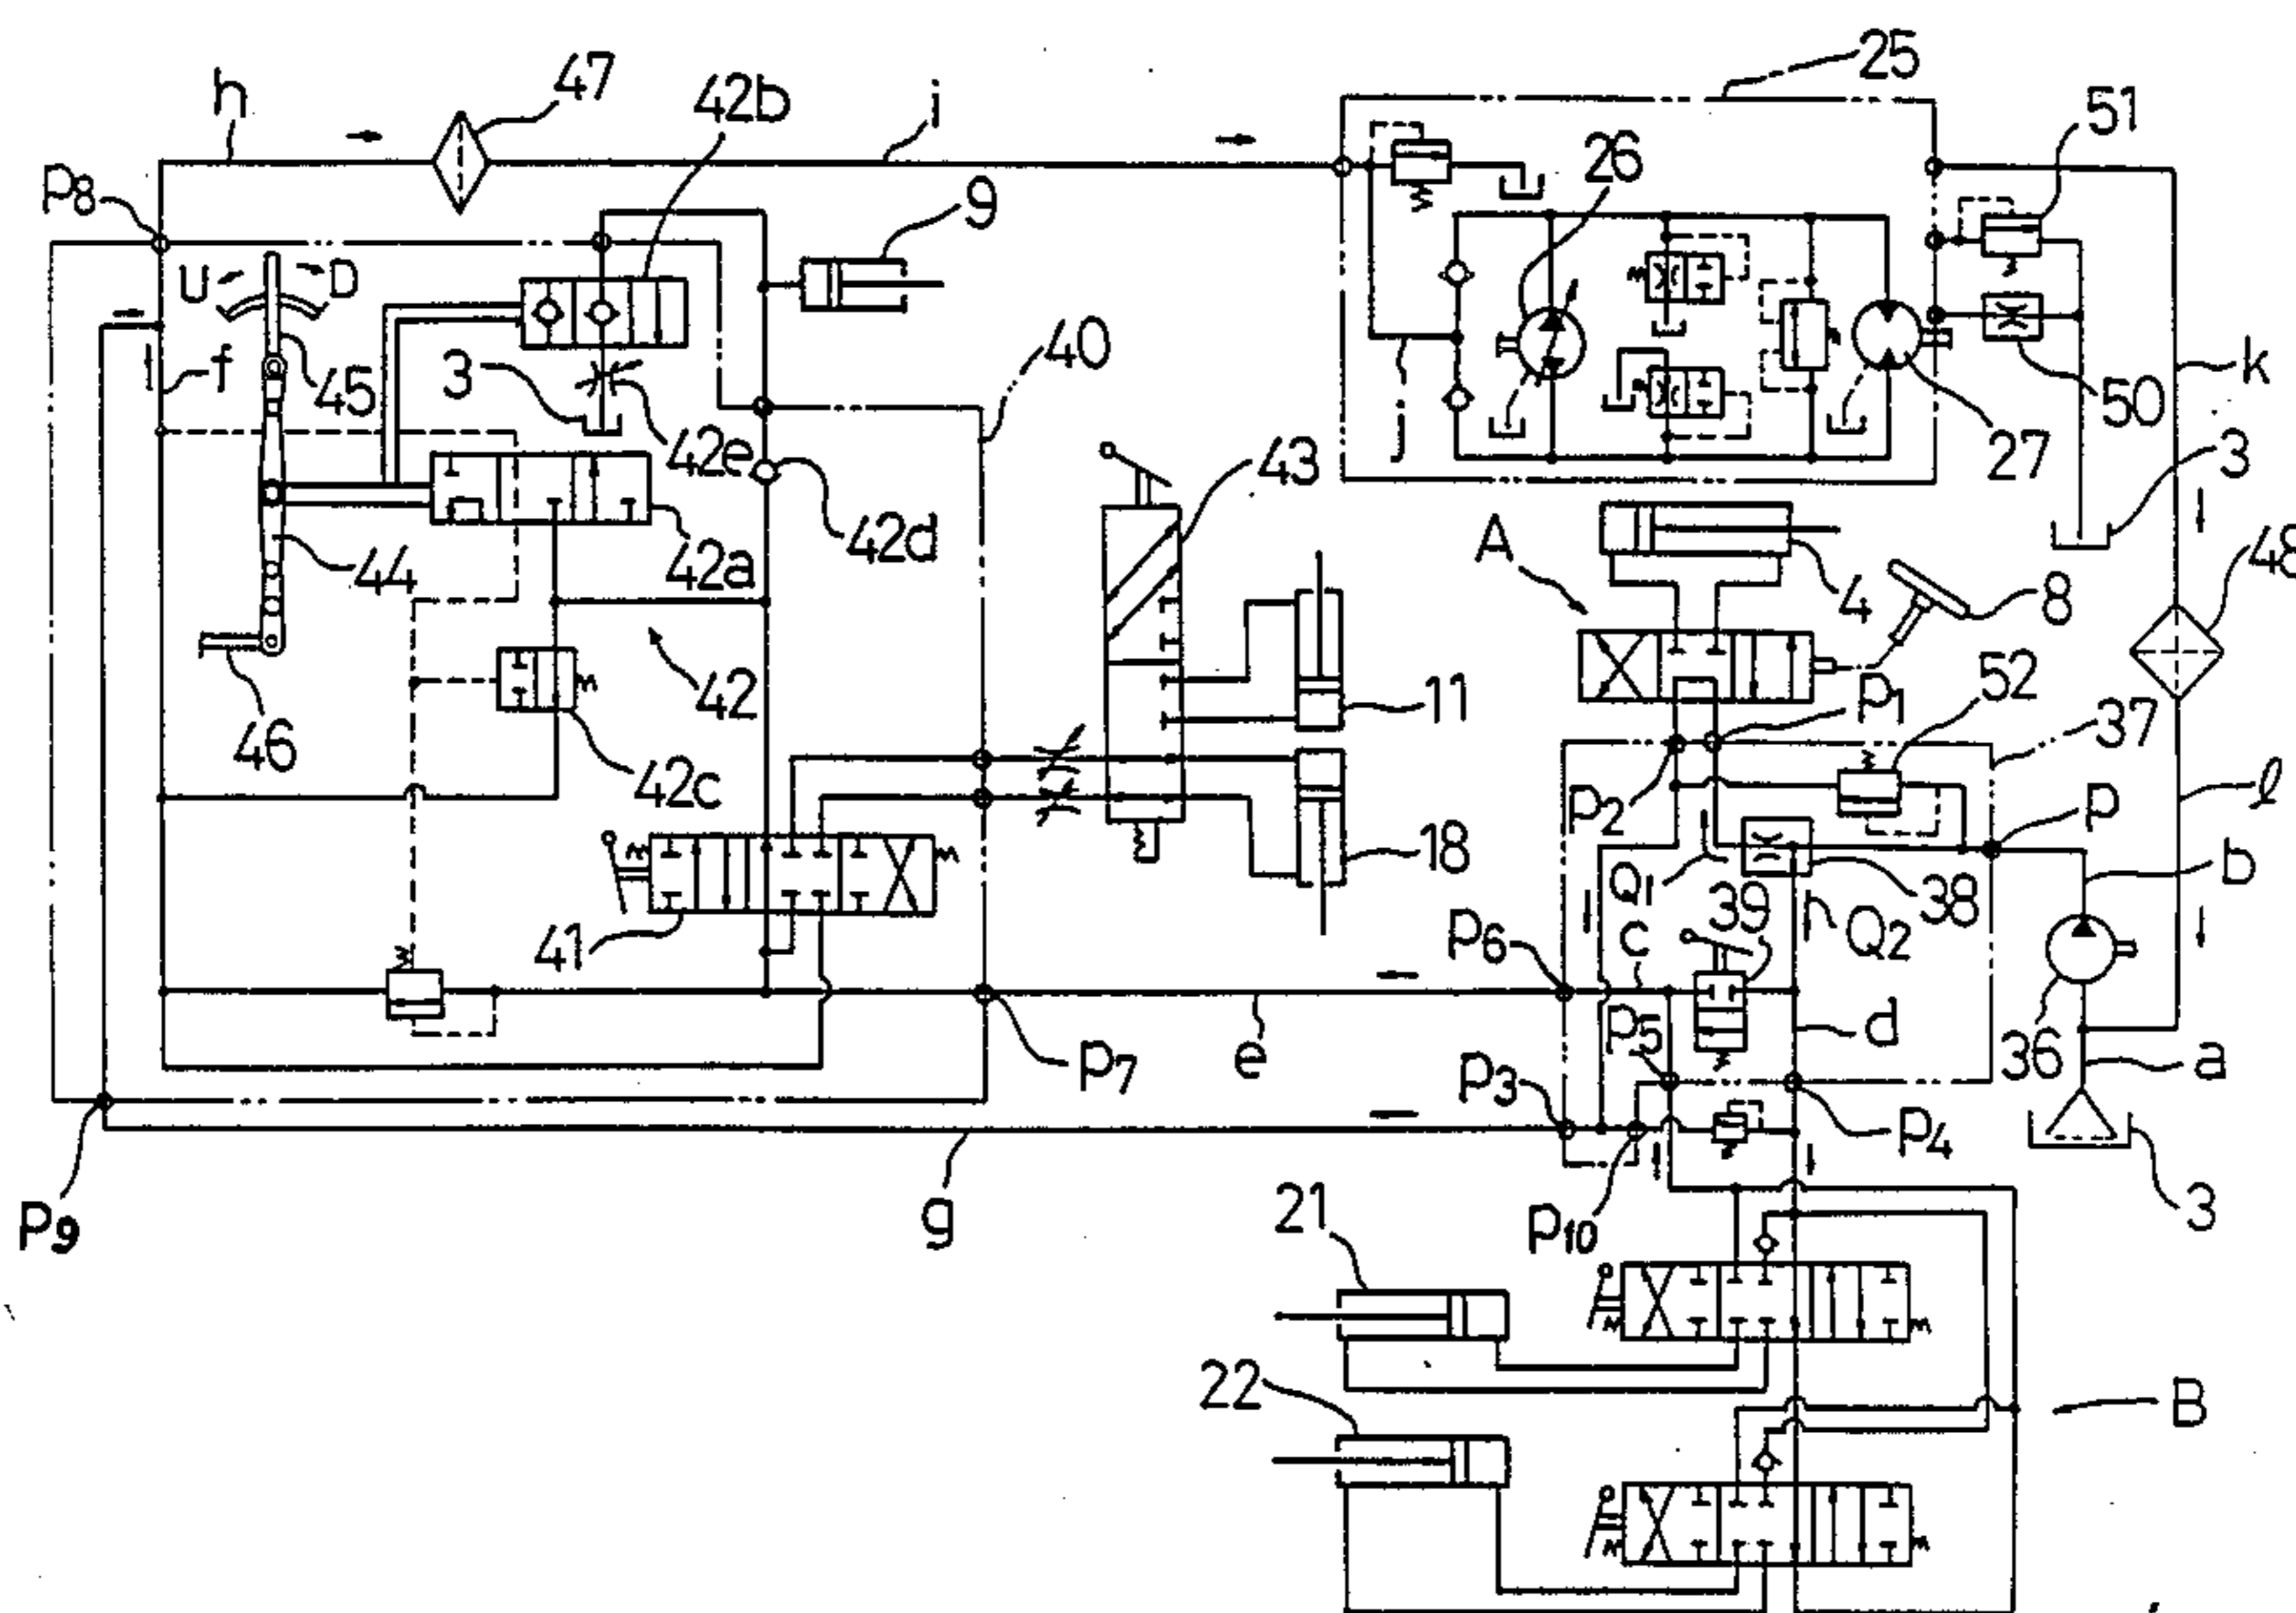 h
47
42b
i
25
51
P8
9
26
U
D
40
f
45
3
k
50
j
27
42e
43
3
42d
A
48
44
42a
4
8
46
42
11
52
P1
37
42c
P2
P
l
18
Q1
39
38
b
41
P6
c
Q2
P5
d
36
a
P7
e
P3
P4
3
P9
g
P10
21
22
B